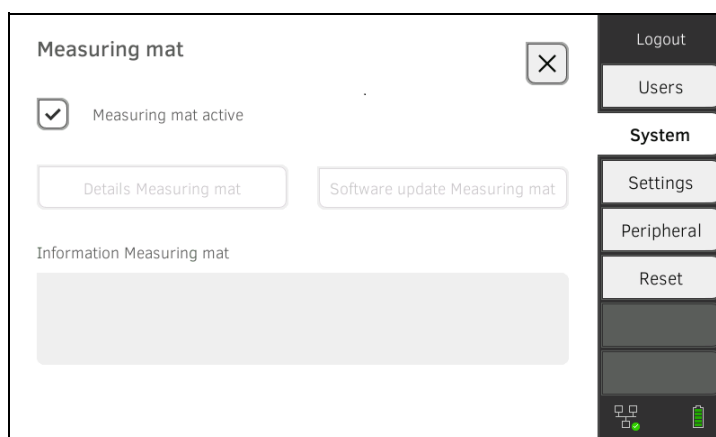 Measuring mat
Measuring mat active
Details Measuring mat
Software update Measuring mat
Information Measuring mat
Logout
Users
System
Settings
Peripheral
Reset